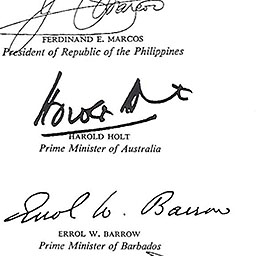 Marcos
FERDINAND E. MARCOS
President of Republic of the Philippines
Harold Holt
HAROLD HOLT
Prime Minister of Australia
Errol W. Barrow
ERROL W. BARROW
Prime Minister of Barbados